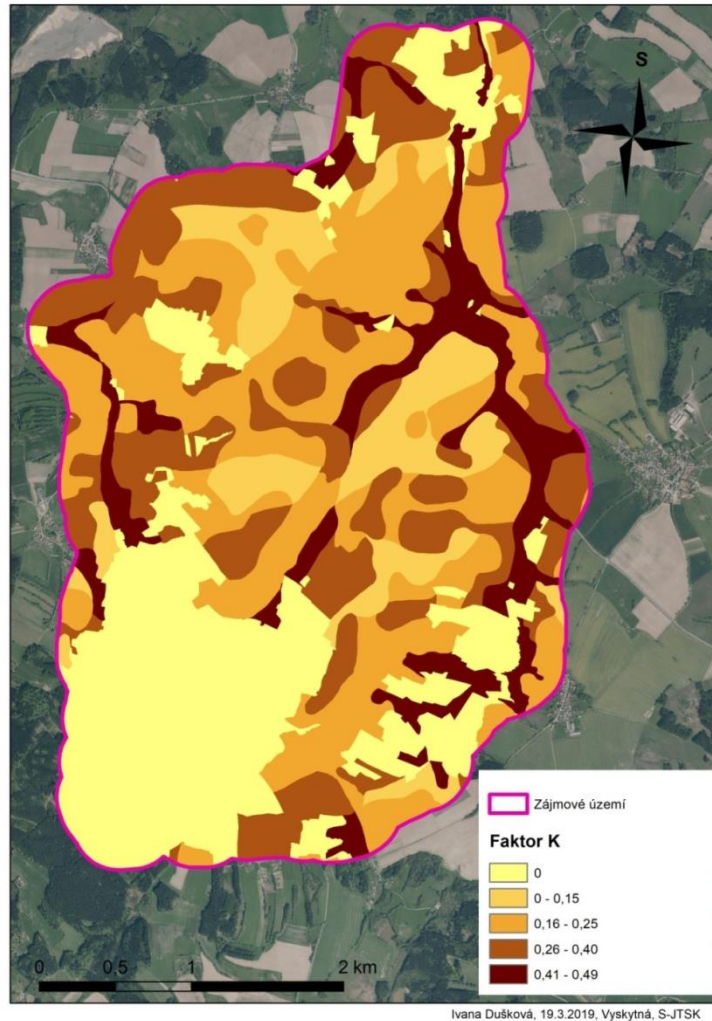 S
Zájmové území
Faktor K
0
0 - 0,15
0,16 - 0,25
0,26 - 0,40
0,41 - 0,49
0 0,5 1 2 km
Ivana Dušková, 19.3.2019, Vyskytná, S-JTSK